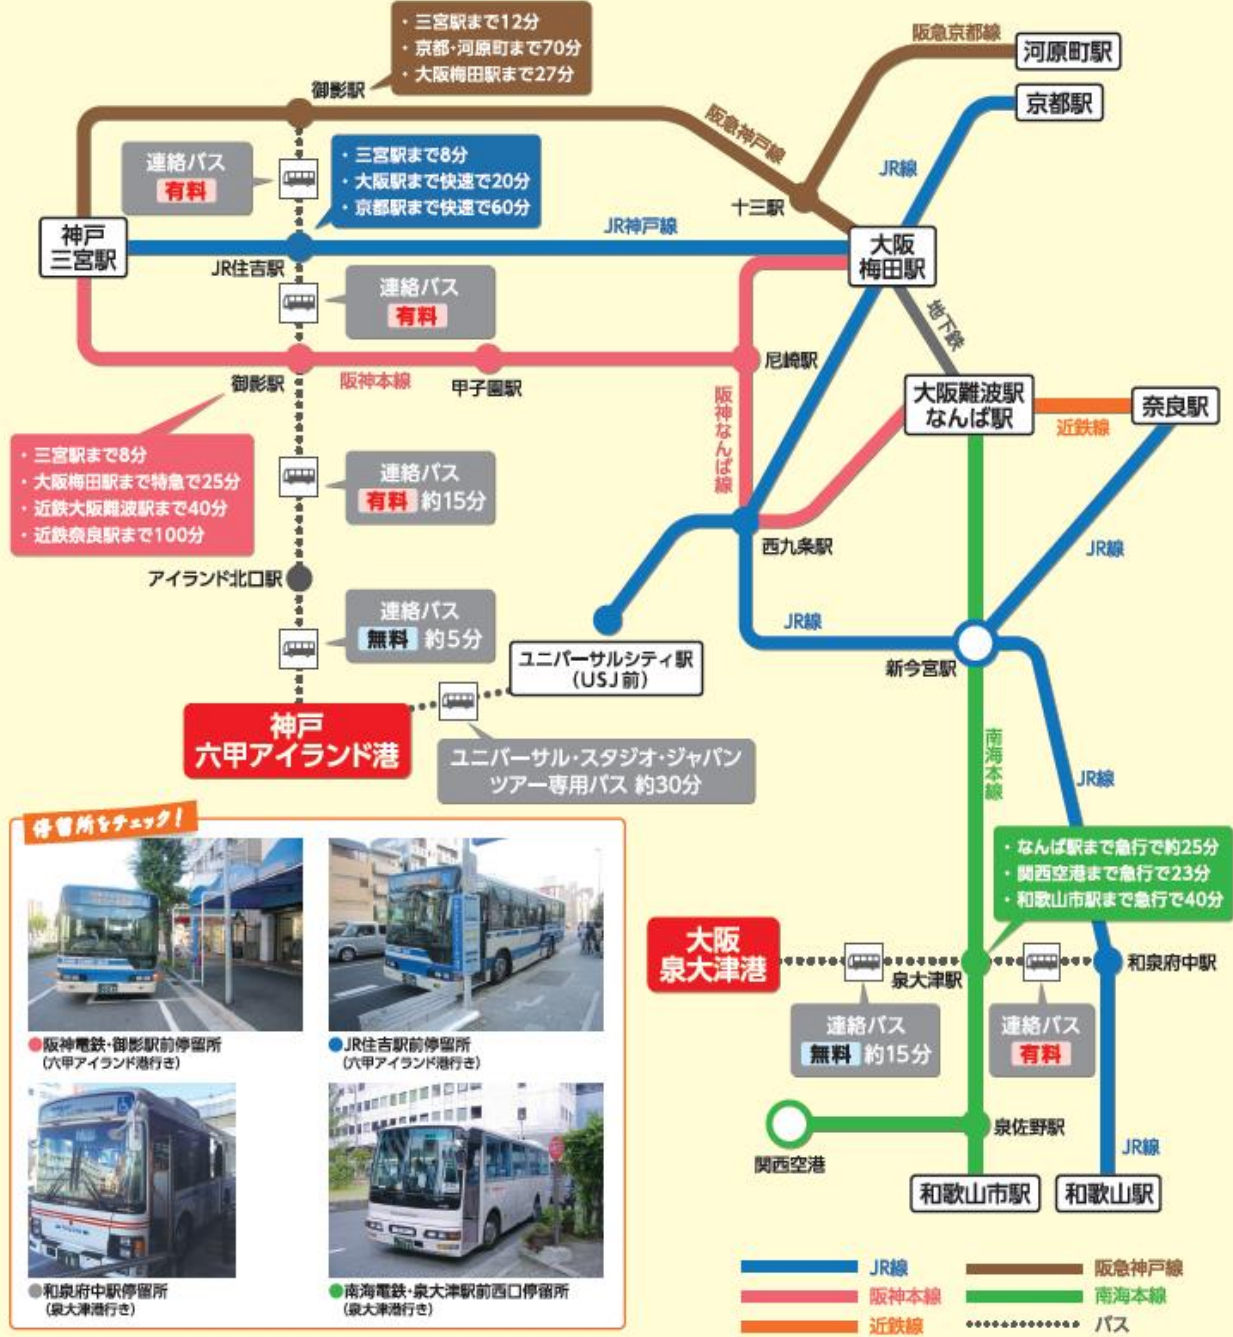 ・三宮駅まで12分
・京都・河原町まで70分
・大阪梅田駅まで27分
阪急京都線
河原町駅
京都駅
御影駅
阪急神戸線
JR線
連絡バス
有料
・三宮駅まで8分
・大阪駅まで快速で20分
・京都駅まで快速で60分
十三駅
神戸
三宮駅
JR神戸線
大阪
梅田駅
JR住吉駅
連絡バス
有料
地下鉄
御影駅
阪神本線
甲子園駅
尼崎駅
大阪難波駅
なんば駅
近鉄線
奈良駅
阪神なんば線
・三宮駅まで8分
・大阪梅田駅まで特急で25分
・近鉄大阪難波駅まで40分
・近鉄奈良駅まで100分
連絡バス
有料 約15分
西九条駅
JR線
アイランド北口駅
連絡バス
無料 約5分
JR線
ユニバーサルシティ駅
(USJ前)
新今宮駅
神戸
六甲アイランド港
ユニバーサル・スタジオ・ジャパン
ツアー専用バス 約30分
南海本線
JR線
停留所をチェック!
・なんば駅まで急行で約25分
・関西空港まで急行で23分
・和歌山市駅まで急行で40分
大阪
泉大津港
泉大津駅
和泉府中駅
連絡バス
無料 約15分
連絡バス
有料
阪神電鉄・御影駅前停留所
(六甲アイランド港行き)
JR住吉駅前停留所
(六甲アイランド港行き)
泉佐野駅
関西空港
JR線
和歌山市駅
和歌山駅
和泉府中駅停留所
(泉大津港行き)
南海電鉄・泉大津駅前西口停留所
(泉大津港行き)
JR線
阪急神戸線
阪神本線
南海本線
近鉄線
バス